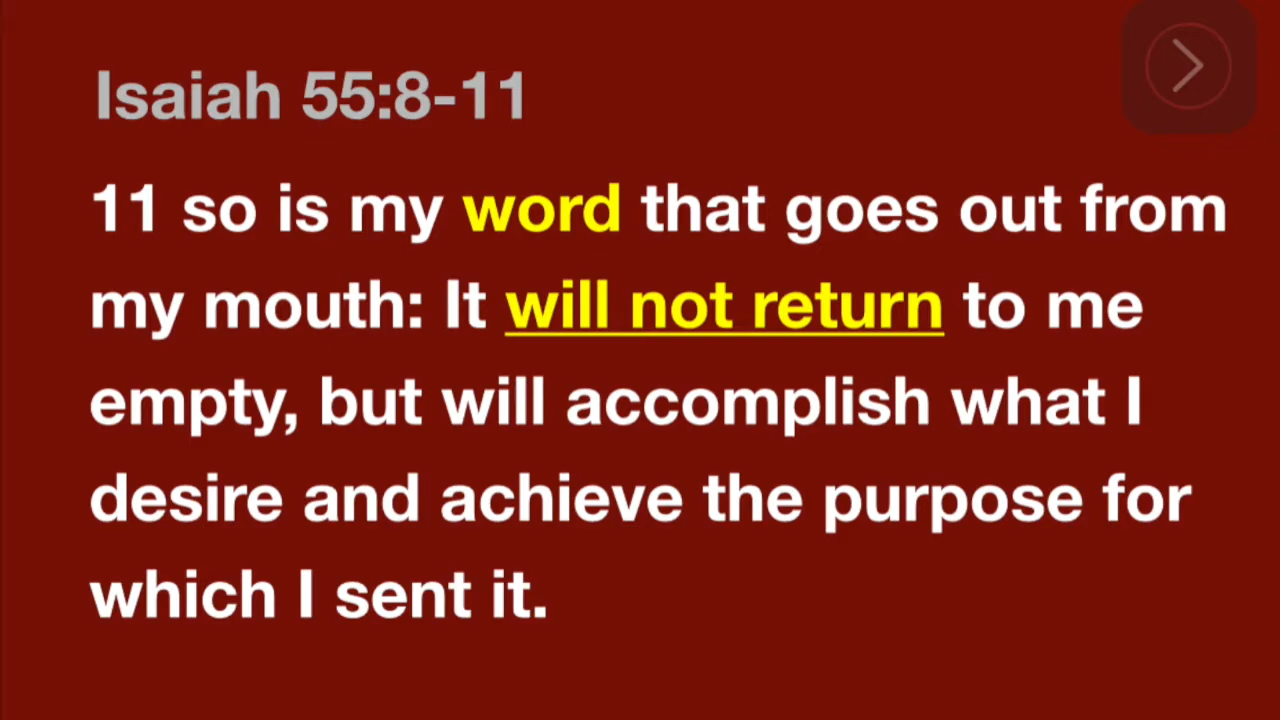 Isaiah 55:8-11
11 so is my word that goes out from
my mouth: It will not return to me
empty, but will accomplish what I
desire and achieve the purpose for
which I sent it.